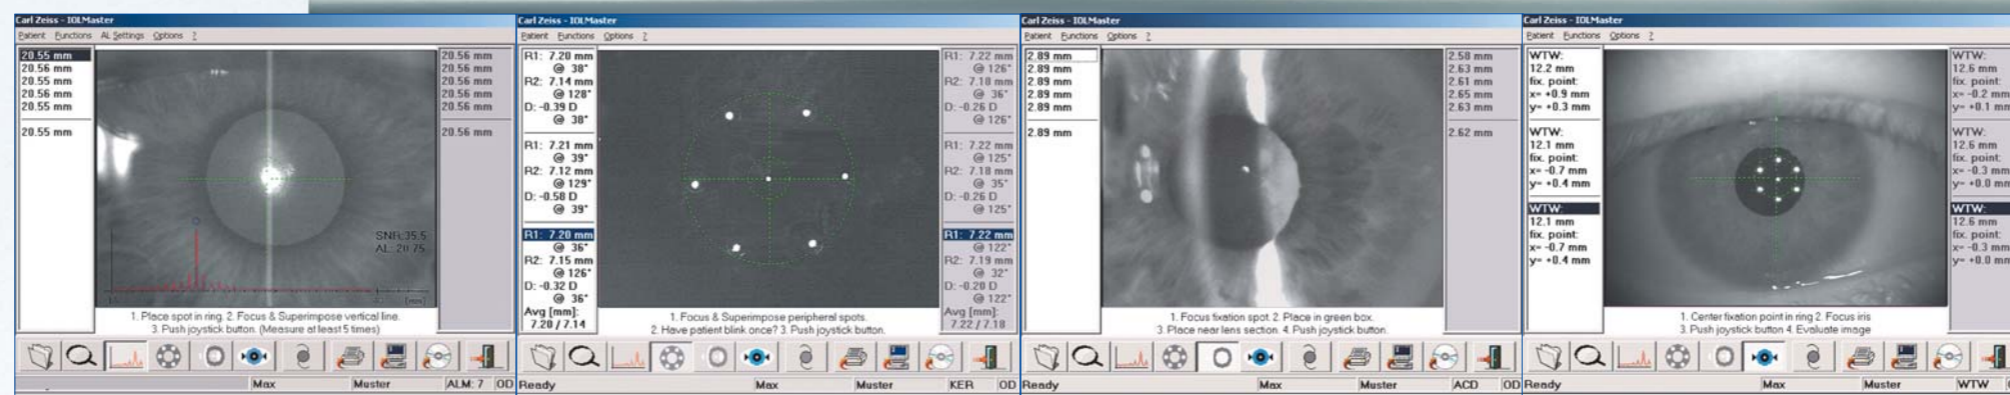 Carl Zeiss - IOLMaster
Patient Functions AL Settings Options ?
20.55 mm
20.56 mm
20.55 mm
20.56 mm
20.55 mm
20.55 mm
20.56 mm
20.56 mm
20.56 mm
20.56 mm
20.56 mm
20.56 mm
SNR:35.5
AL: 20.75
[mm]
1. Place spot in ring. 2. Focus & Superimpose vertical line.
3. Push joystick button. (Measure at least 5 times)
Max Muster ALM: 7 OD
Carl Zeiss - IOLMaster
Patient Functions Options ?
R1: 7.20 mm
@ 38°
R2: 7.14 mm
@ 128°
D: -0.39 D
@ 38°
R1: 7.21 mm
@ 39°
R2: 7.12 mm
@ 129°
D: -0.58 D
@ 39°
R1: 7.20 mm
@ 36°
R2: 7.15 mm
@ 126°
D: -0.32 D
@ 36°
Avg [mm]:
7.20 / 7.14
R1: 7.22 mm
@ 126°
R2: 7.18 mm
@ 36°
D: -0.26 D
@ 126°
R1: 7.22 mm
@ 125°
R2: 7.18 mm
@ 35°
D: -0.26 D
@ 125°
R1: 7.22 mm
@ 122°
R2: 7.19 mm
@ 32°
D: -0.20 D
@ 122°
Avg [mm]:
7.22 / 7.18
1. Focus & Superimpose peripheral spots.
2. Have patient blink once? 3. Push joystick button.
Ready Max Muster KER OD
Carl Zeiss - IOLMaster
Patient Functions Options ?
2.89 mm
2.89 mm
2.89 mm
2.89 mm
2.89 mm
2.89 mm
2.58 mm
2.63 mm
2.61 mm
2.65 mm
2.63 mm
2.62 mm
1. Focus fixation spot. 2. Place in green box.
3. Place near lens section. 4. Push joystick button.
Ready Max Muster ACD OD
Carl Zeiss - IOLMaster
Patient Functions Options ?
WTW:
12.2 mm
fix. point:
x= +0.9 mm
y= +0.3 mm
WTW:
12.1 mm
fix. point:
x= -0.7 mm
y= +0.4 mm
WTW:
12.1 mm
fix. point:
x= -0.7 mm
y= +0.4 mm
WTW:
12.6 mm
fix. point:
x= -0.2 mm
y= +0.1 mm
WTW:
12.6 mm
fix. point:
x= -0.3 mm
y= +0.0 mm
WTW:
12.6 mm
fix. point:
x= -0.3 mm
y= +0.0 mm
1. Center fixation point in ring 2. Focus iris
3. Push joystick button 4. Evaluate image
Ready Max Muster WTW